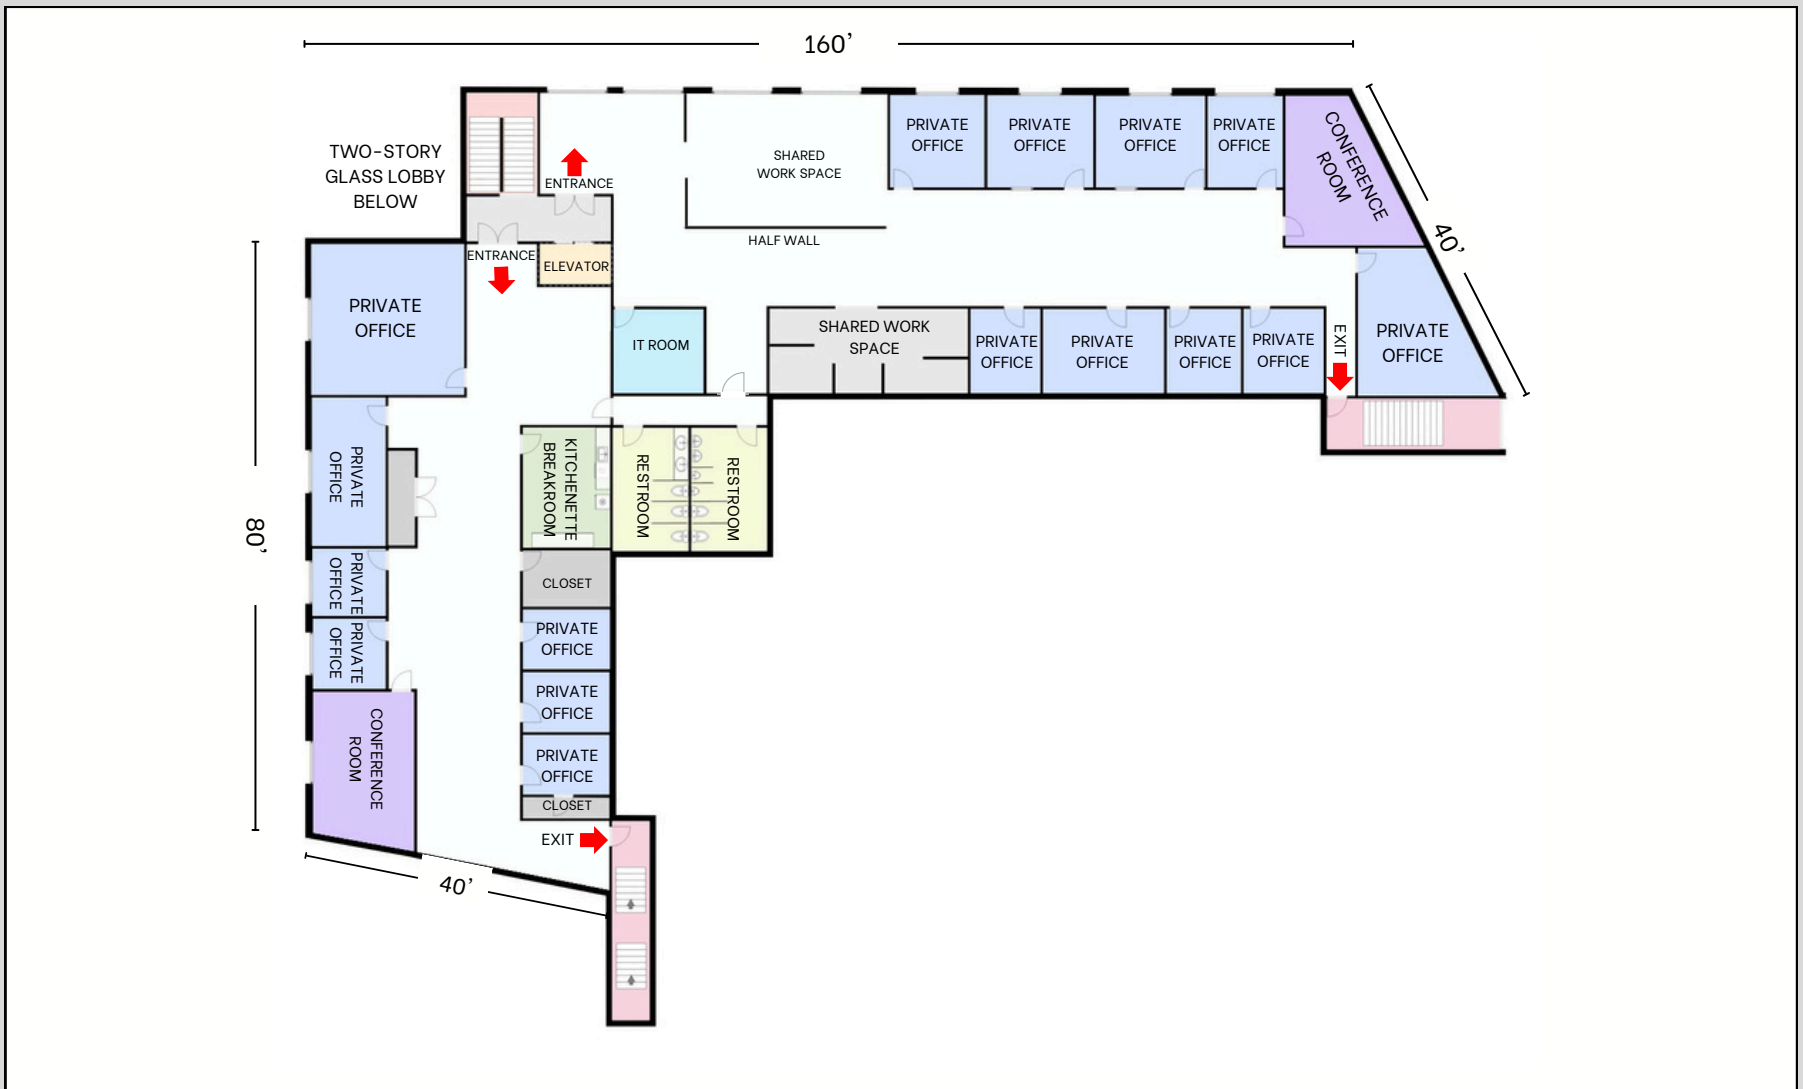 160’
TWO-STORY
GLASS LOBBY
BELOW
ENTRANCE
SHARED
WORK SPACE
HALF WALL
PRIVATE
OFFICE
PRIVATE
OFFICE
PRIVATE
OFFICE
PRIVATE
OFFICE
CONFERENCE
ROOM
40’
ENTRANCE
ELEVATOR
PRIVATE
OFFICE
IT ROOM
SHARED WORK
SPACE
PRIVATE
OFFICE
PRIVATE
OFFICE
PRIVATE
OFFICE
PRIVATE
OFFICE
EXIT
PRIVATE
OFFICE
80’
PRIVATE
OFFICE
KITCHENETTE
BREAKROOM
RESTROOM
RESTROOM
PRIVATE
OFFICE
CLOSET
PRIVATE
OFFICE
PRIVATE
OFFICE
PRIVATE
OFFICE
CONFERENCE
ROOM
PRIVATE
OFFICE
CLOSET
EXIT
40’